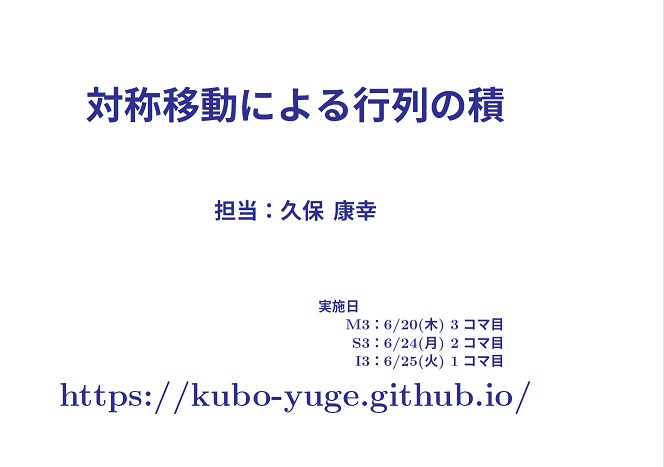 対称移動による行列の積
担当：久保 康幸
実施日
M3：6/20(木) 3 コマ目
S3：6/24(月) 2 コマ目
I3：6/25(火) 1 コマ目
https://kubo-yuge.github.io/